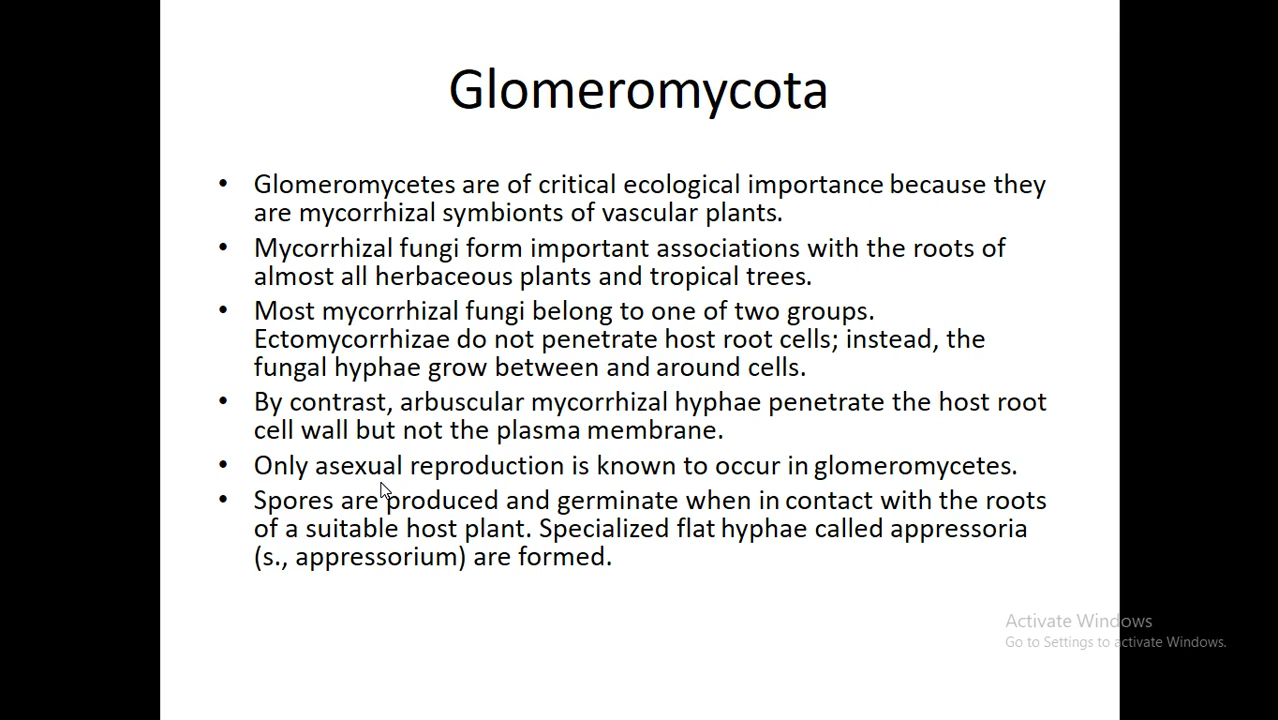 Glomeromycota
• Glomeromycetes are of critical ecological importance because they
are mycorrhizal symbionts of vascular plants.
• Mycorrhizal fungi form important associations with the roots of
almost all herbaceous plants and tropical trees.
• Most mycorrhizal fungi belong to one of two groups.
Ectomycorrhizae do not penetrate host root cells; instead, the
fungal hyphae grow between and around cells.
• By contrast, arbuscular mycorrhizal hyphae penetrate the host root
cell wall but not the plasma membrane.
• Only asexual reproduction is known to occur in glomeromycetes.
• Spores are produced and germinate when in contact with the roots
of a suitable host plant. Specialized flat hyphae called appressoria
(s., appressorium) are formed.
Activate Windows
Go to Settings to activate Windows.